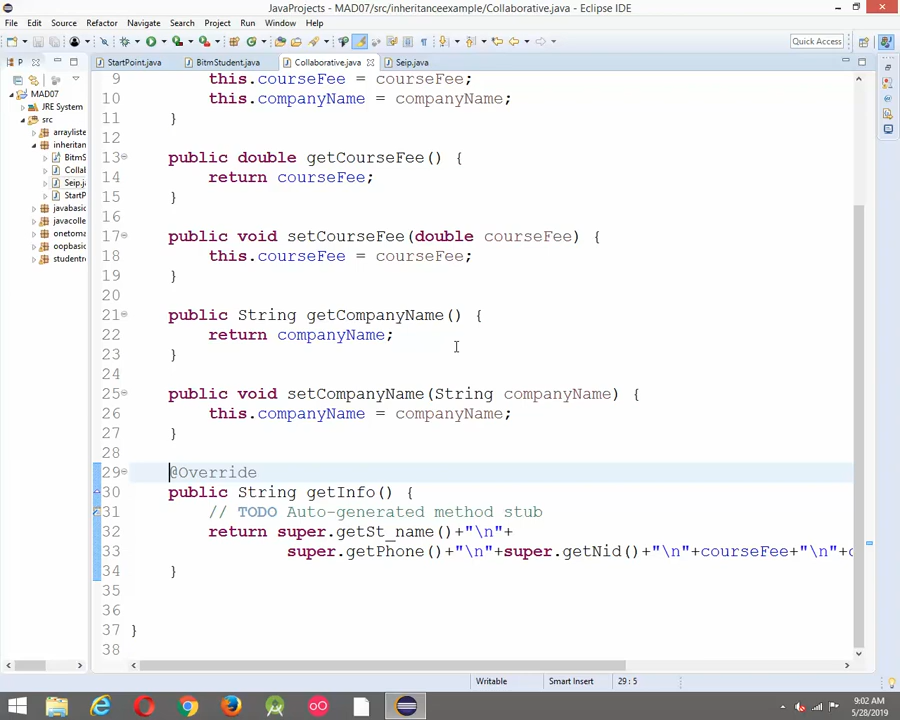 JavaProjects - MAD07/src/inheritanceexample/Collaborative.java - Eclipse IDE
File Edit Source Refactor Navigate Search Project Run Window Help
Quick Access
P
StartPoint.java BitmStudent.java Collaborative.java Seip.java
MAD07
JRE System
src
arrayliste
inheritan
BitmS
Collab
Seip.ja
StartP
javabasic
javacolle
onetoma
oopbasic
studentre
9 this.courseFee = courseFee;
10 this.companyName = companyName;
11 }
12
13 public double getCourseFee() {
14 return courseFee;
15 }
16
17 public void setCourseFee(double courseFee) {
18 this.courseFee = courseFee;
19 }
20
21 public String getCompanyName() {
22 return companyName;
23 }
24
25 public void setCompanyName(String companyName) {
26 this.companyName = companyName;
27 }
28
29 @Override
30 public String getInfo() {
31 // TODO Auto-generated method stub
32 return super.getSt_name()+"\n"+
33 super.getPhone()+"\n"+super.getNid()+"\n"+courseFee+"\n"+c
34 }
35
36
37 }
38
Writable Smart Insert 29 : 5
9:02 AM
5/28/2019